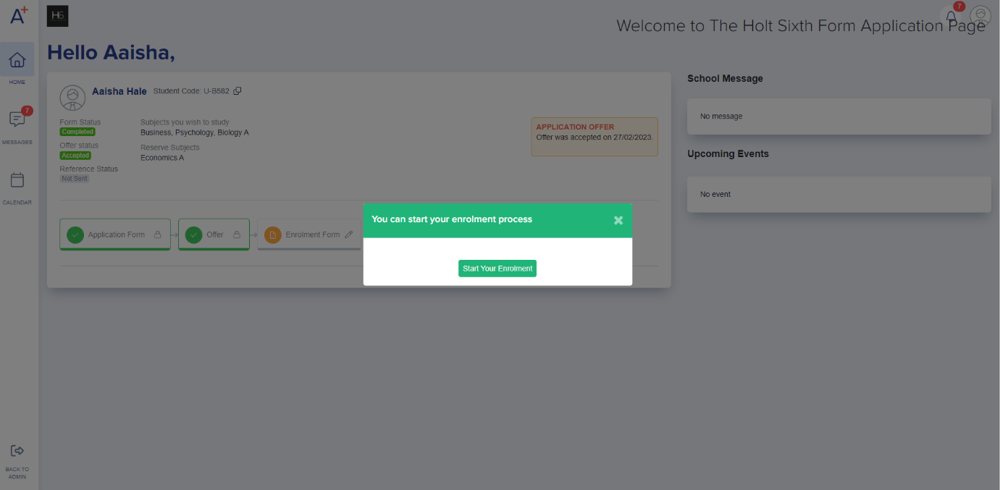 A+
H6
7
Welcome to The Holt Sixth Form Application Page
Hello Aaisha,
HOME
7
MESSAGES
CALENDAR
BACK TO
ADMIN
Aaisha Hale Student Code: U-B582
Form Status
Completed
Offer status
Accepted
Reference Status
Not Sent
Subjects you wish to study
Business, Psychology, Biology A
Reserve Subjects
Economics A
APPLICATION OFFER
Offer was accepted on 27/02/2023.
Application Form
Offer
Enrolment Form
You can start your enrolment process
Start Your Enrolment
School Message
No message
Upcoming Events
No event